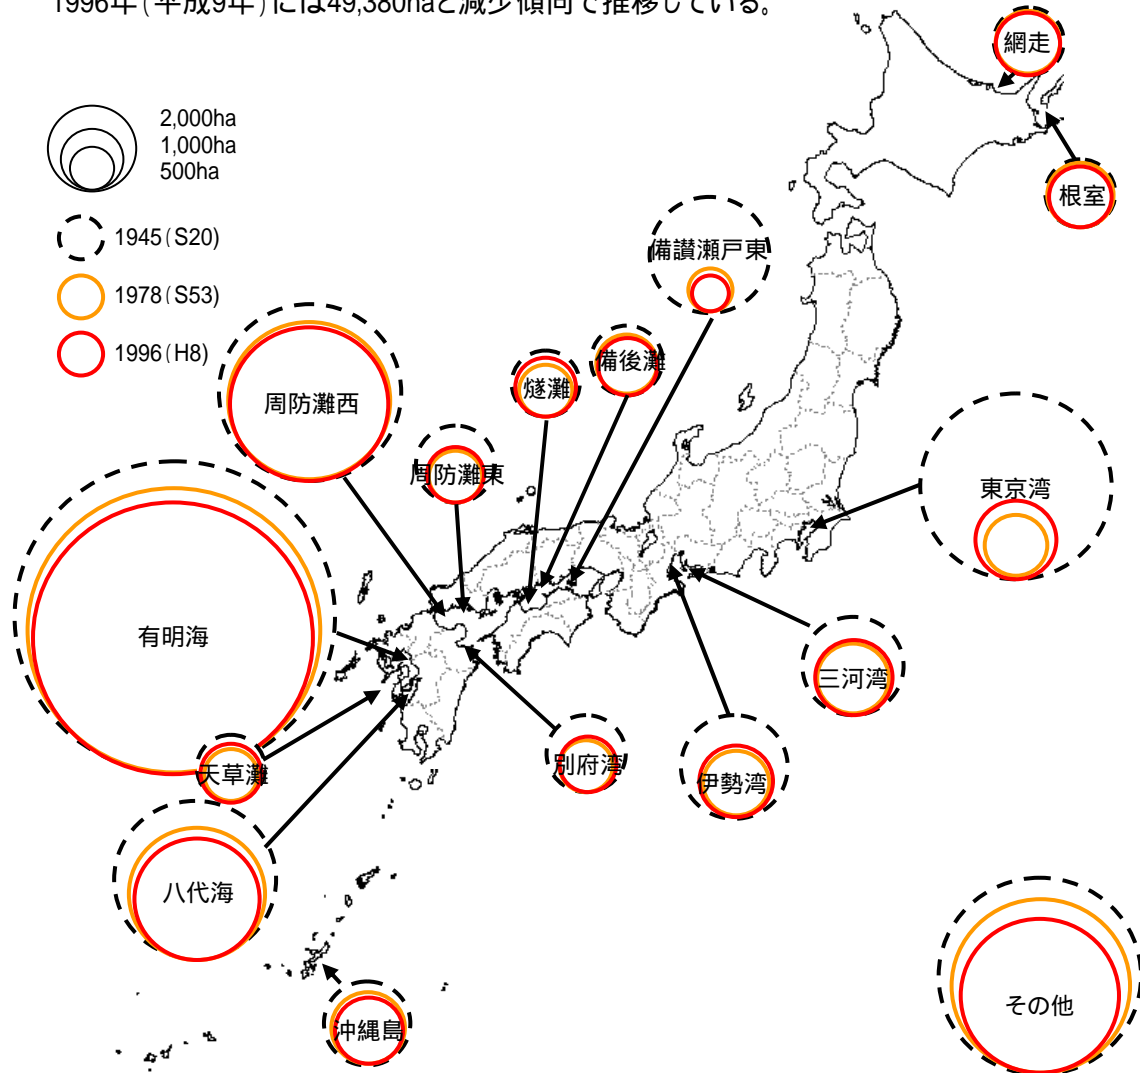 1996年(平成9年)には49,380haと減少傾向で推移している。
2,000ha
1,000ha
500ha
1945(S20)
1978(S53)
1996(H8)
網走
根室
備讃瀬戸東
備後灘
燧灘
周防灘西
周防灘東
東京湾
有明海
三河湾
天草灘
別府湾
伊勢湾
八代海
その他
沖縄島